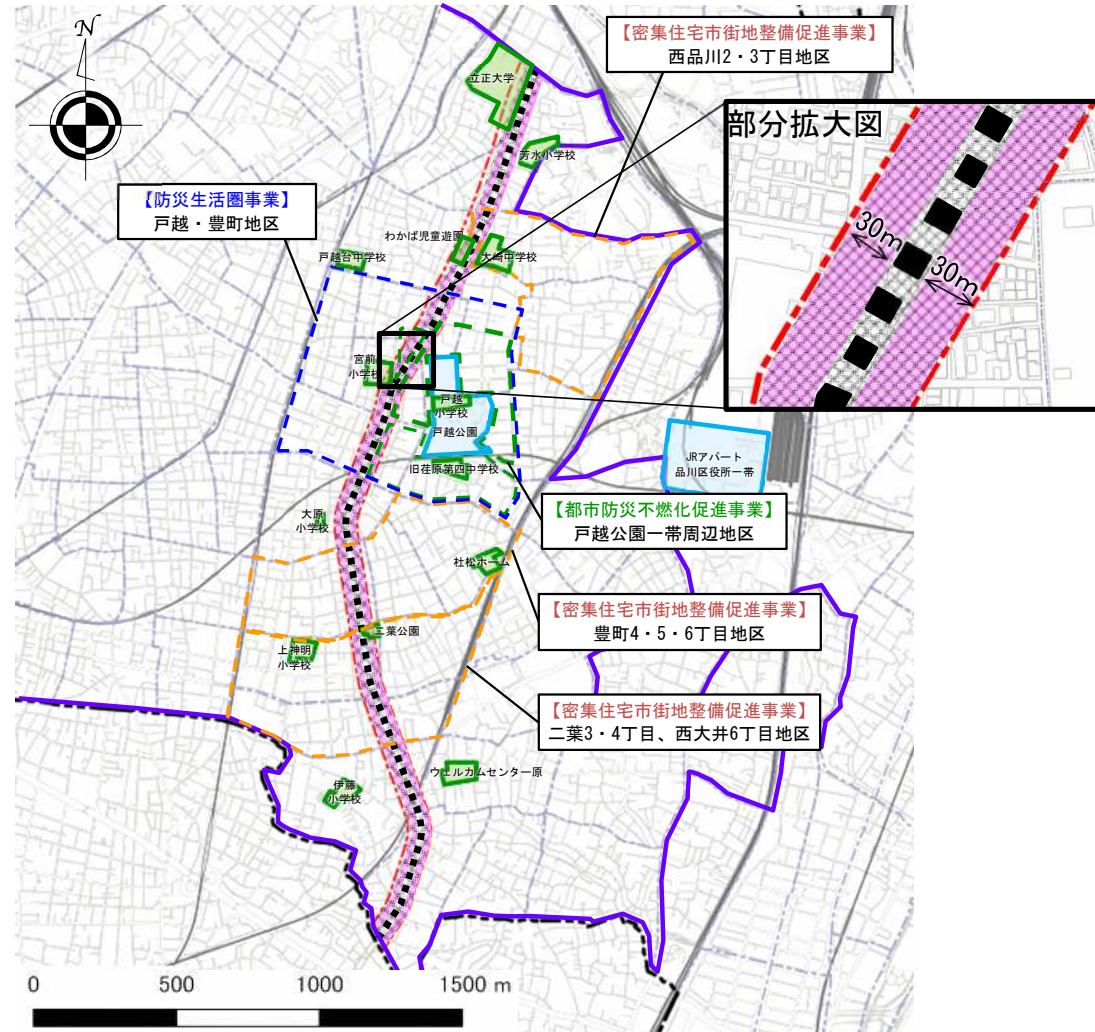 N
【密集住宅市街地整備促進事業】
西品川2・3丁目地区
立正大学
部分拡大図
芳水小学校
30m
30m
【防災生活圏事業】
戸越・豊町地区
わかば児童遊園
戸越台中学校
大崎中学校
宮前
小学校
戸越
小学校
戸越公園
JRアパート
品川区役所一帯
旧荏原第四中学校
【都市防災不燃化促進事業】
戸越公園一帯周辺地区
大原
小学校
杜松ホーム
【密集住宅市街地整備促進事業】
豊町4・5・6丁目地区
二葉公園
上神明
小学校
【密集住宅市街地整備促進事業】
二葉3・4丁目、西大井6丁目地区
ウェルカムセンター原
伊藤
小学校
0 500 1000 1500 m